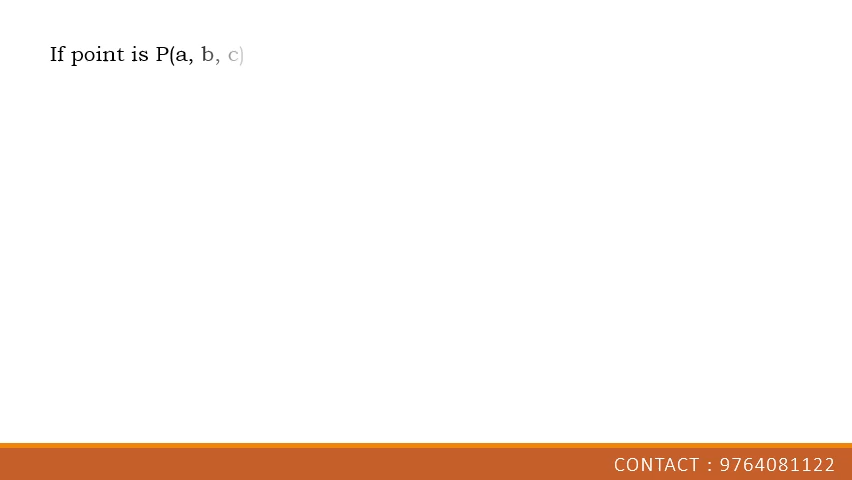 If point is P(a, b, c)
CONTACT : 9764081122